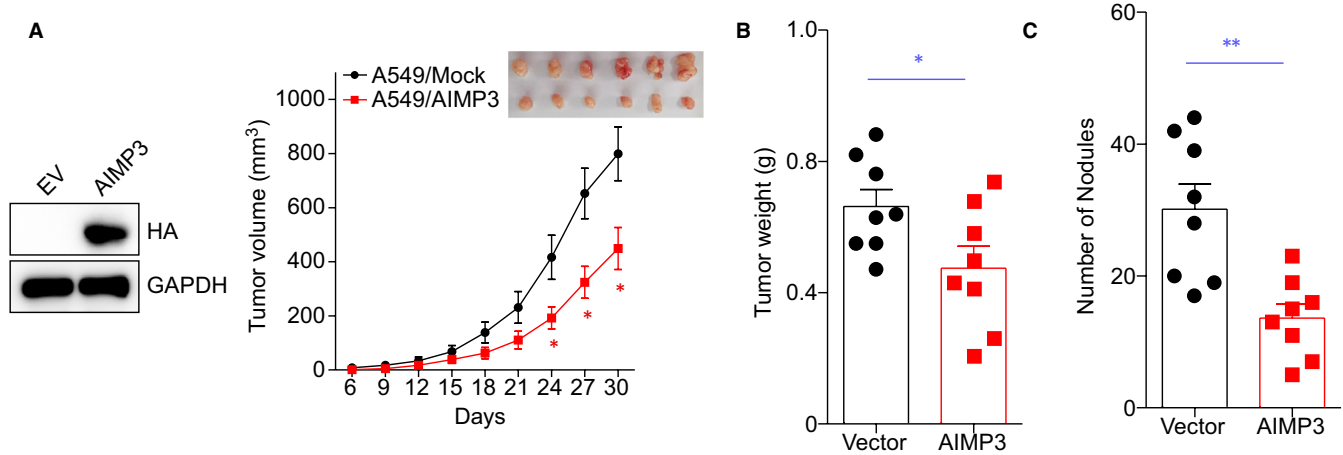 A
EV
AIMP3
HA
GAPDH
A549/Mock
A549/AIMP3
Tumor volume (mm³)
1000
800
600
400
200
0
6 9 12 15 18 21 24 27 30
Days
*
*
*
B
Tumor weight (g)
1.0
0.8
0.4
0
*
Vector AIMP3
C
Number of Nodules
60
40
20
0
**
Vector AIMP3